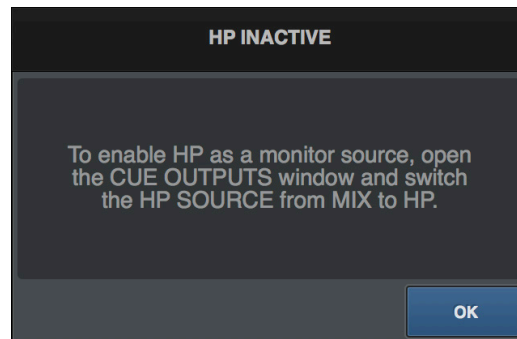 HP INACTIVE
To enable HP as a monitor source, open
the CUE OUTPUTS window and switch
the HP SOURCE from MIX to HP.
OK